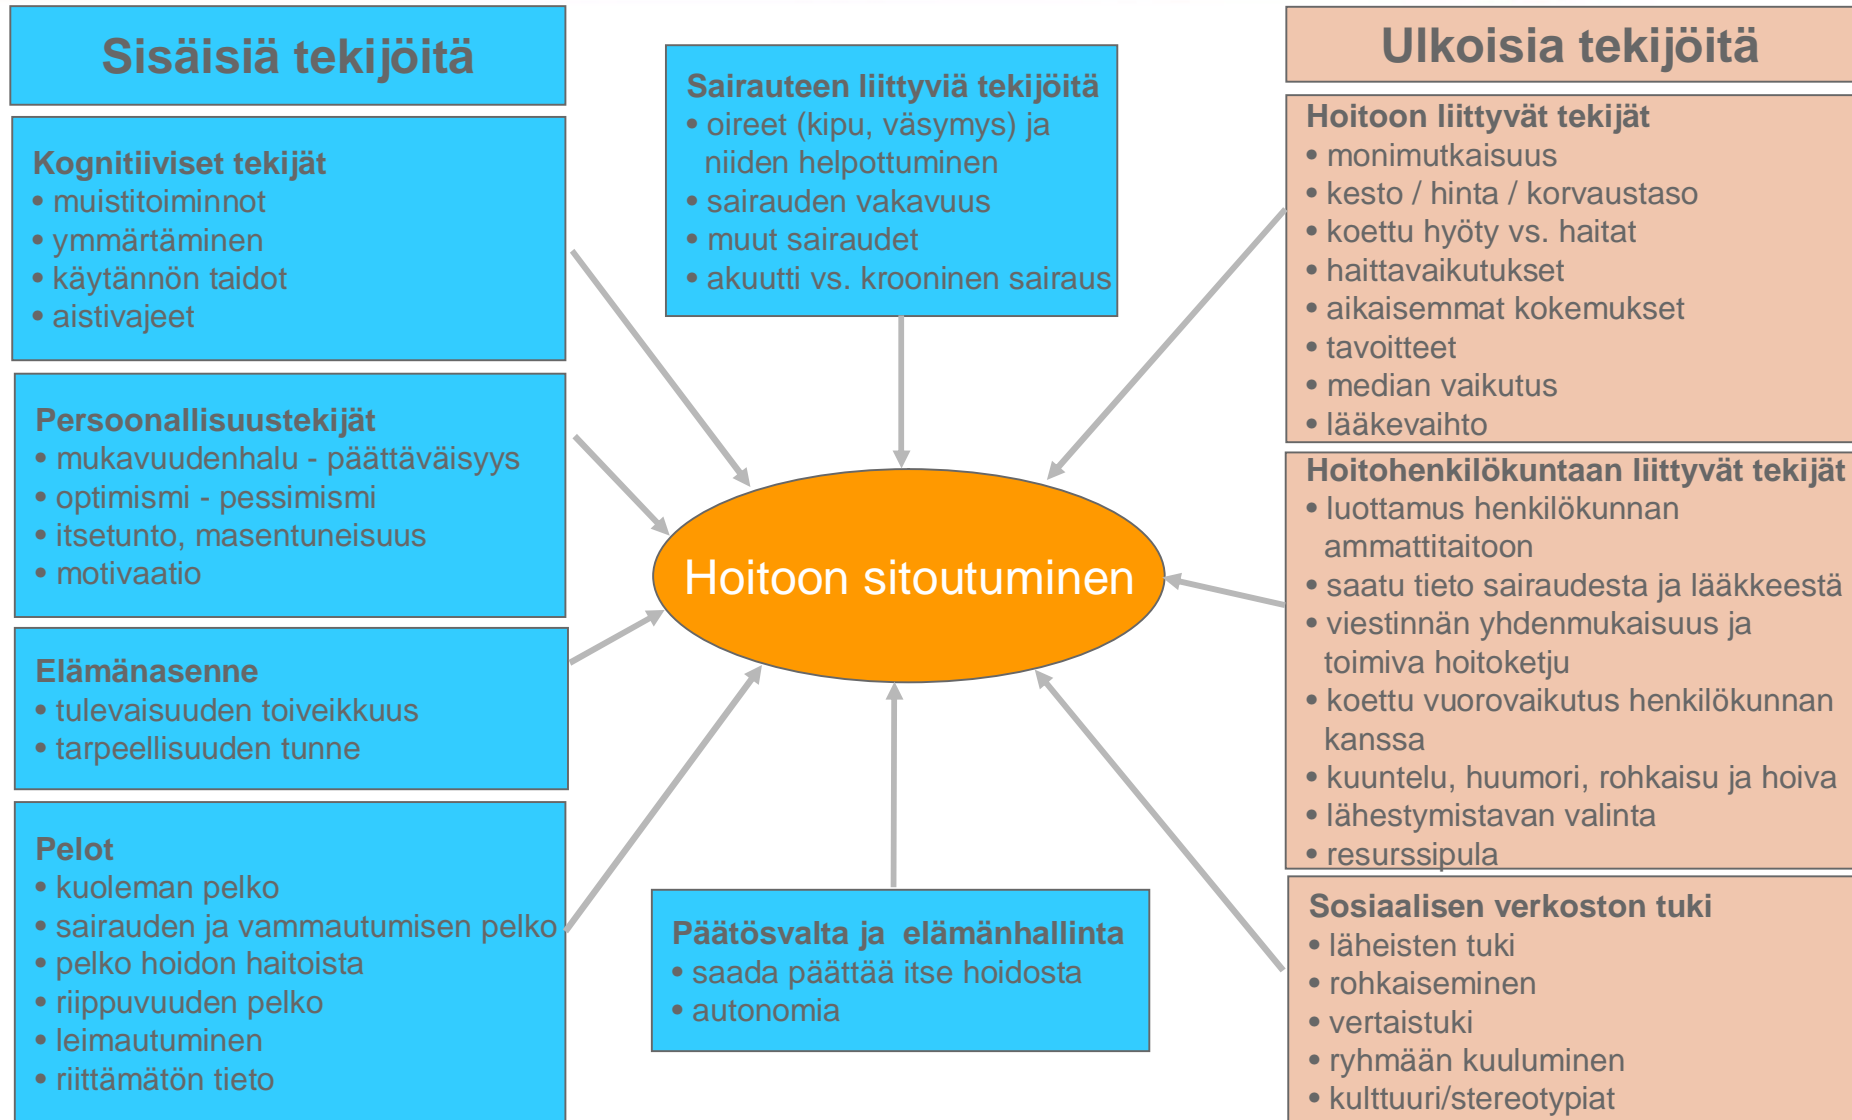 Sisäisiä tekijöitä
Kognitiiviset tekijät
• muistitoiminnot
• ymmärtäminen
• käytännön taidot
• aistivajeet
Persoonallisuustekijät
• mukavuudenhalu - päättäväisyys
• optimismi - pessimismi
• itsetunto, masentuneisuus
• motivaatio
Elämänasenne
• tulevaisuuden toiveikkuus
• tarpeellisuuden tunne
Pelot
• kuoleman pelko
• sairauden ja vammautumisen pelko
• pelko hoidon haitoista
• riippuvuuden pelko
• leimautuminen
• riittämätön tieto
Sairauteen liittyviä tekijöitä
• oireet (kipu, väsymys) ja
niiden helpottuminen
• sairauden vakavuus
• muut sairaudet
• akuutti vs. krooninen sairaus
Hoitoon sitoutuminen
Päätösvalta ja elämänhallinta
• saada päättää itse hoidosta
• autonomia
Ulkoisia tekijöitä
Hoitoon liittyvät tekijät
• monimutkaisuus
• kesto / hinta / korvaustaso
• koettu hyöty vs. haitat
• haittavaikutukset
• aikaisemmat kokemukset
• tavoitteet
• median vaikutus
• lääkevaihto
Hoitohenkilökuntaan liittyvät tekijät
• luottamus henkilökunnan
ammattitaitoon
• saatu tieto sairaudesta ja lääkkeestä
• viestinnän yhdenmukaisuus ja
toimiva hoitoketju
• koettu vuorovaikutus henkilökunnan
kanssa
• kuuntelu, huumori, rohkaisu ja hoiva
• lähestymistavan valinta
• resurssipula
Sosiaalisen verkoston tuki
• läheisten tuki
• rohkaiseminen
• vertaistuki
• ryhmään kuuluminen
• kulttuuri/stereotypiat